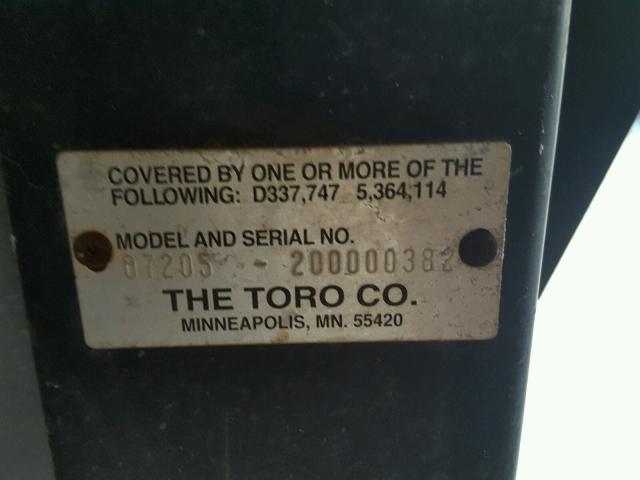 COVERED BY ONE OR MORE OF THE
FOLLOWING: D337,747 5,364,114
MODEL AND SERIAL NO.
07205 - 200000382
THE TORO CO.
MINNEAPOLIS, MN. 55420